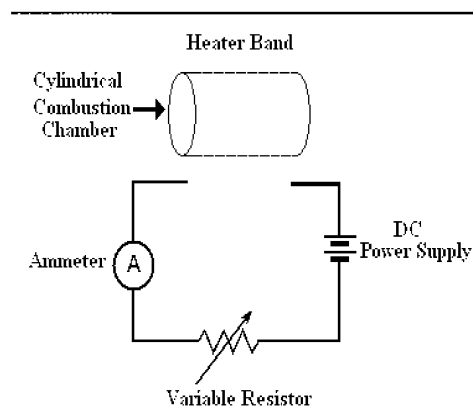 Heater Band
Cylindrical
Combustion
Chamber
DC
Power Supply
Ammeter
A
Variable Resistor